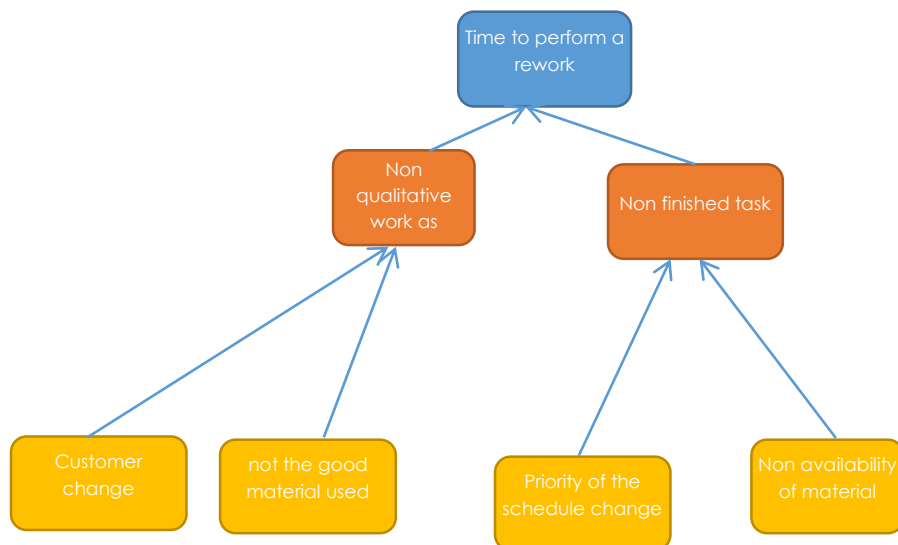 Time to perform a
rework
Non
qualitative
work as
Non finished task
Customer
change
not the good
material used
Priority of the
schedule change
Non availability
of material